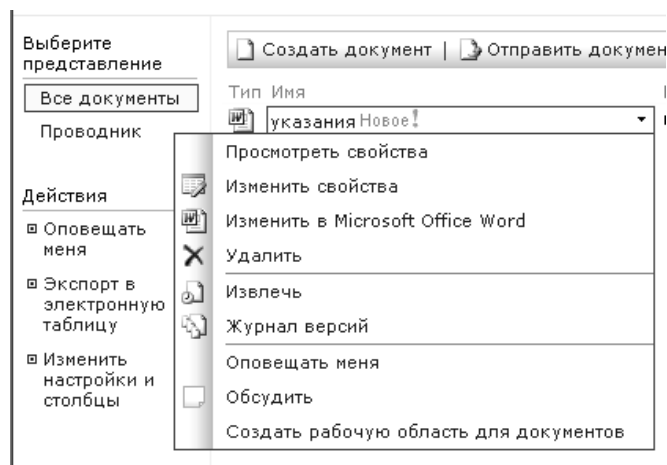 Выберите
представление
Все документы
Проводник
Действия
Оповещать
меня
Экспорт в
электронную
таблицу
Изменить
настройки и
столбцы
Создать документ | Отправить докумен
Тип Имя
указания Новое!
Просмотреть свойства
Изменить свойства
Изменить в Microsoft Office Word
Удалить
Извлечь
Журнал версий
Оповещать меня
Обсудить
Создать рабочую область для документов